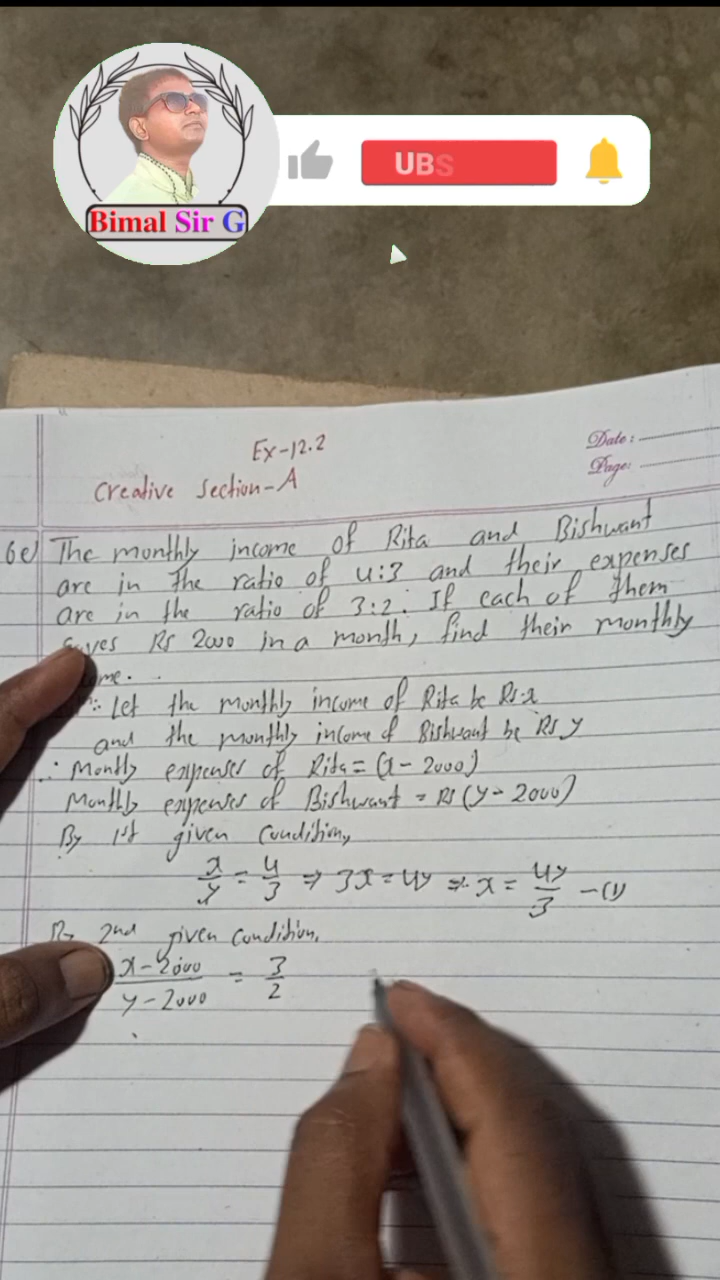 UBS
Bimal Sir G
Date:
Page:
Ex-12.2
Creative Section-A
6e) The monthly income of Rita and Bishwant
are in the ratio of 4:3 and their expenses
are in the ratio of 3:2. If each of them
saves Rs 2000 in a month, find their monthly
ome.
Let the monthly income of Rita be Rs.x
and the monthly income of Bishwant be Rs y
∴ Montly expenses of Rita = (x - 2000)
Monthly expenses of Bishwant = Rs (y - 2000)
By 1st given Condition,
x/y = 4/3 ⇒ 3x = 4y ⇒ x = 4y/3 - (1)
By 2nd given Condition,
x - 2000 / y - 2000 = 3/2